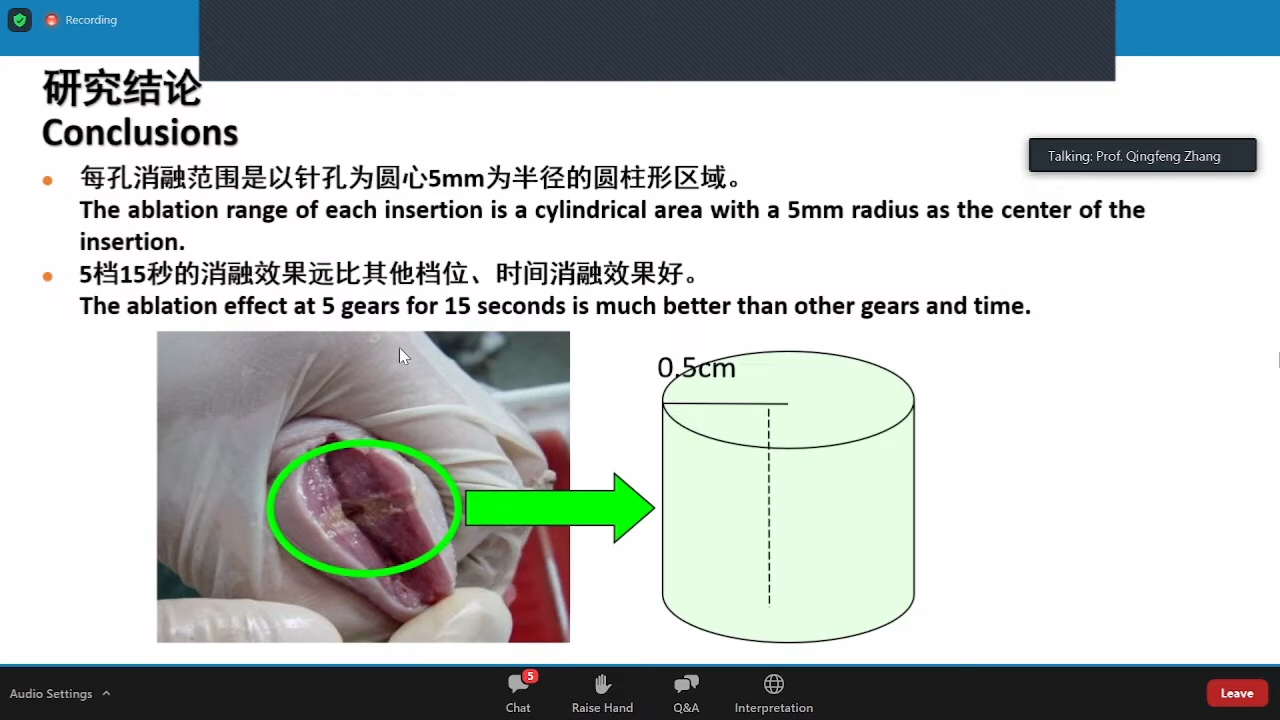 Recording
研究结论
Conclusions
Talking: Prof. Qingfeng Zhang
每孔消融范围是以针孔为圆心5mm为半径的圆柱形区域。
The ablation range of each insertion is a cylindrical area with a 5mm radius as the center of the
insertion.
5档15秒的消融效果远比其他档位、时间消融效果好。
The ablation effect at 5 gears for 15 seconds is much better than other gears and time.
0.5cm
5
Audio Settings
Chat
Raise Hand
Q&A
Interpretation
Leave